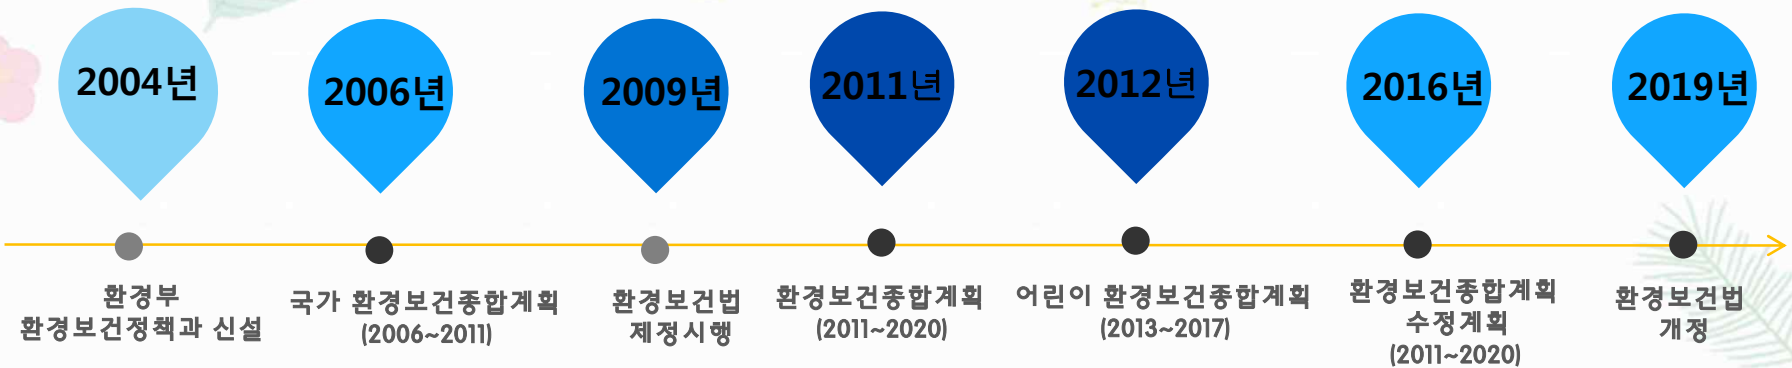 2004년
2006년
2009년
2011년
2012년
2016년
2019년
환경부
환경보건정책과 신설
국가 환경보건종합계획
(2006~2011)
환경보건법
제정시행
환경보건종합계획
(2011~2020)
어린이 환경보건종합계획
(2013~2017)
환경보건종합계획
수정계획
(2011~2020)
환경보건법
개정